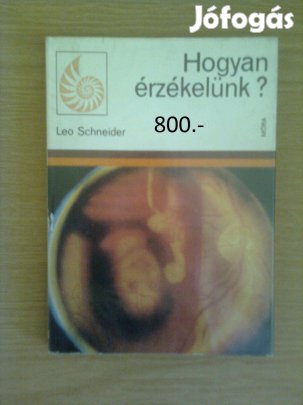 Jófogás
Hogyan
érzékelünk?
Leo Schneider
800.-
MÓRA